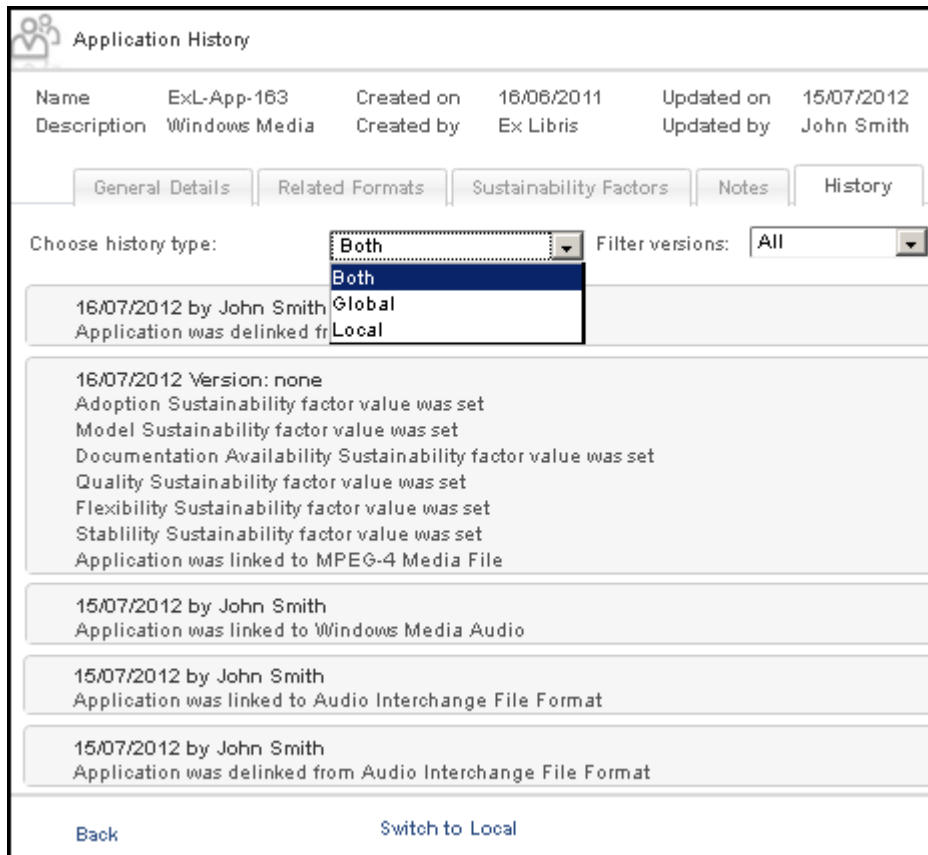 Application History
Name ExL-App-163 Created on 16/06/2011 Updated on 15/07/2012
Description Windows Media Created by Ex Libris Updated by John Smith
General Details Related Formats Sustainability Factors Notes History
Choose history type: Both Filter versions: All
Both
Global
Local
16/07/2012 by John Smith
Application was delinked fr
16/07/2012 Version: none
Adoption Sustainability factor value was set
Model Sustainability factor value was set
Documentation Availability Sustainability factor value was set
Quality Sustainability factor value was set
Flexibility Sustainability factor value was set
Stablility Sustainability factor value was set
Application was linked to MPEG-4 Media File
15/07/2012 by John Smith
Application was linked to Windows Media Audio
15/07/2012 by John Smith
Application was linked to Audio Interchange File Format
15/07/2012 by John Smith
Application was delinked from Audio Interchange File Format
Back Switch to Local